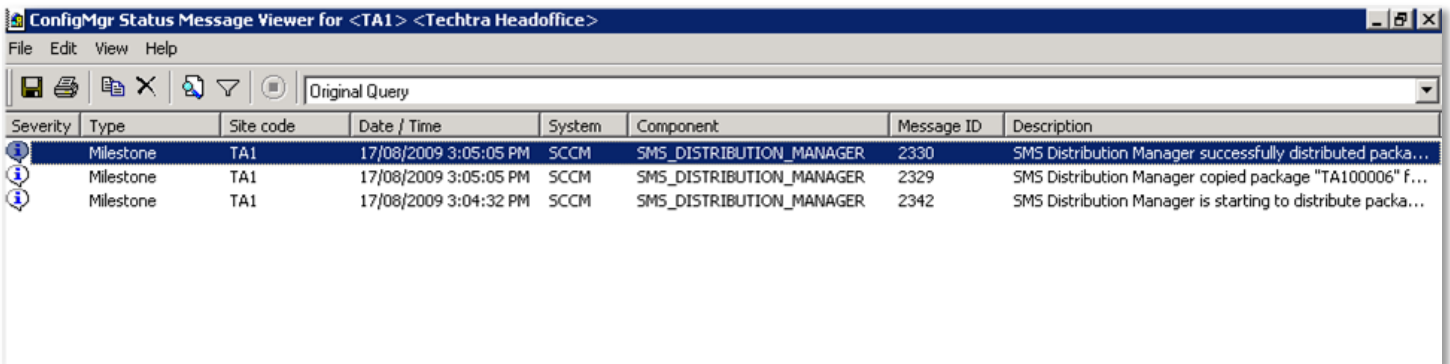 ConfigMgr Status Message Viewer for <TA1> <Techtra Headoffice>
File Edit View Help
Original Query
Severity Type Site code Date / Time System Component Message ID Description
Milestone TA1 17/08/2009 3:05:05 PM SCCM SMS_DISTRIBUTION_MANAGER 2330 SMS Distribution Manager successfully distributed packa...
Milestone TA1 17/08/2009 3:05:05 PM SCCM SMS_DISTRIBUTION_MANAGER 2329 SMS Distribution Manager copied package "TA100006" f...
Milestone TA1 17/08/2009 3:04:32 PM SCCM SMS_DISTRIBUTION_MANAGER 2342 SMS Distribution Manager is starting to distribute packa...